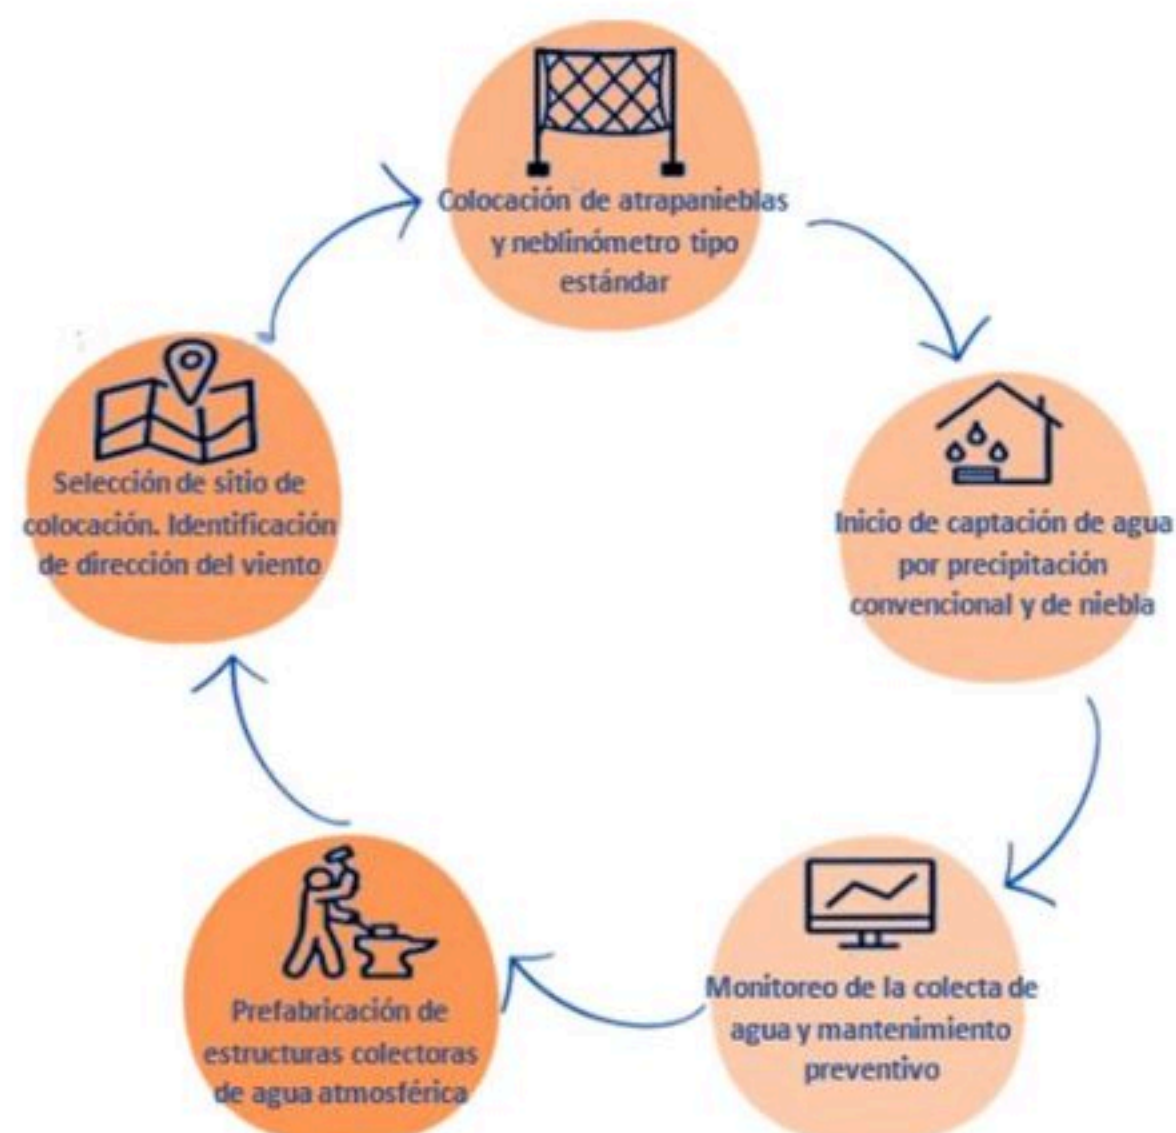 Colocación de atrapanieblas
y neblinómetro tipo
estándar
Inicio de captación de agua
por precipitación
convencional y de niebla
Monitoreo de la colecta de
agua y mantenimiento
preventivo
Prefabricación de
estructuras colectoras
de agua atmosférica
Selección de sitio de
colocación. Identificación
de dirección del viento